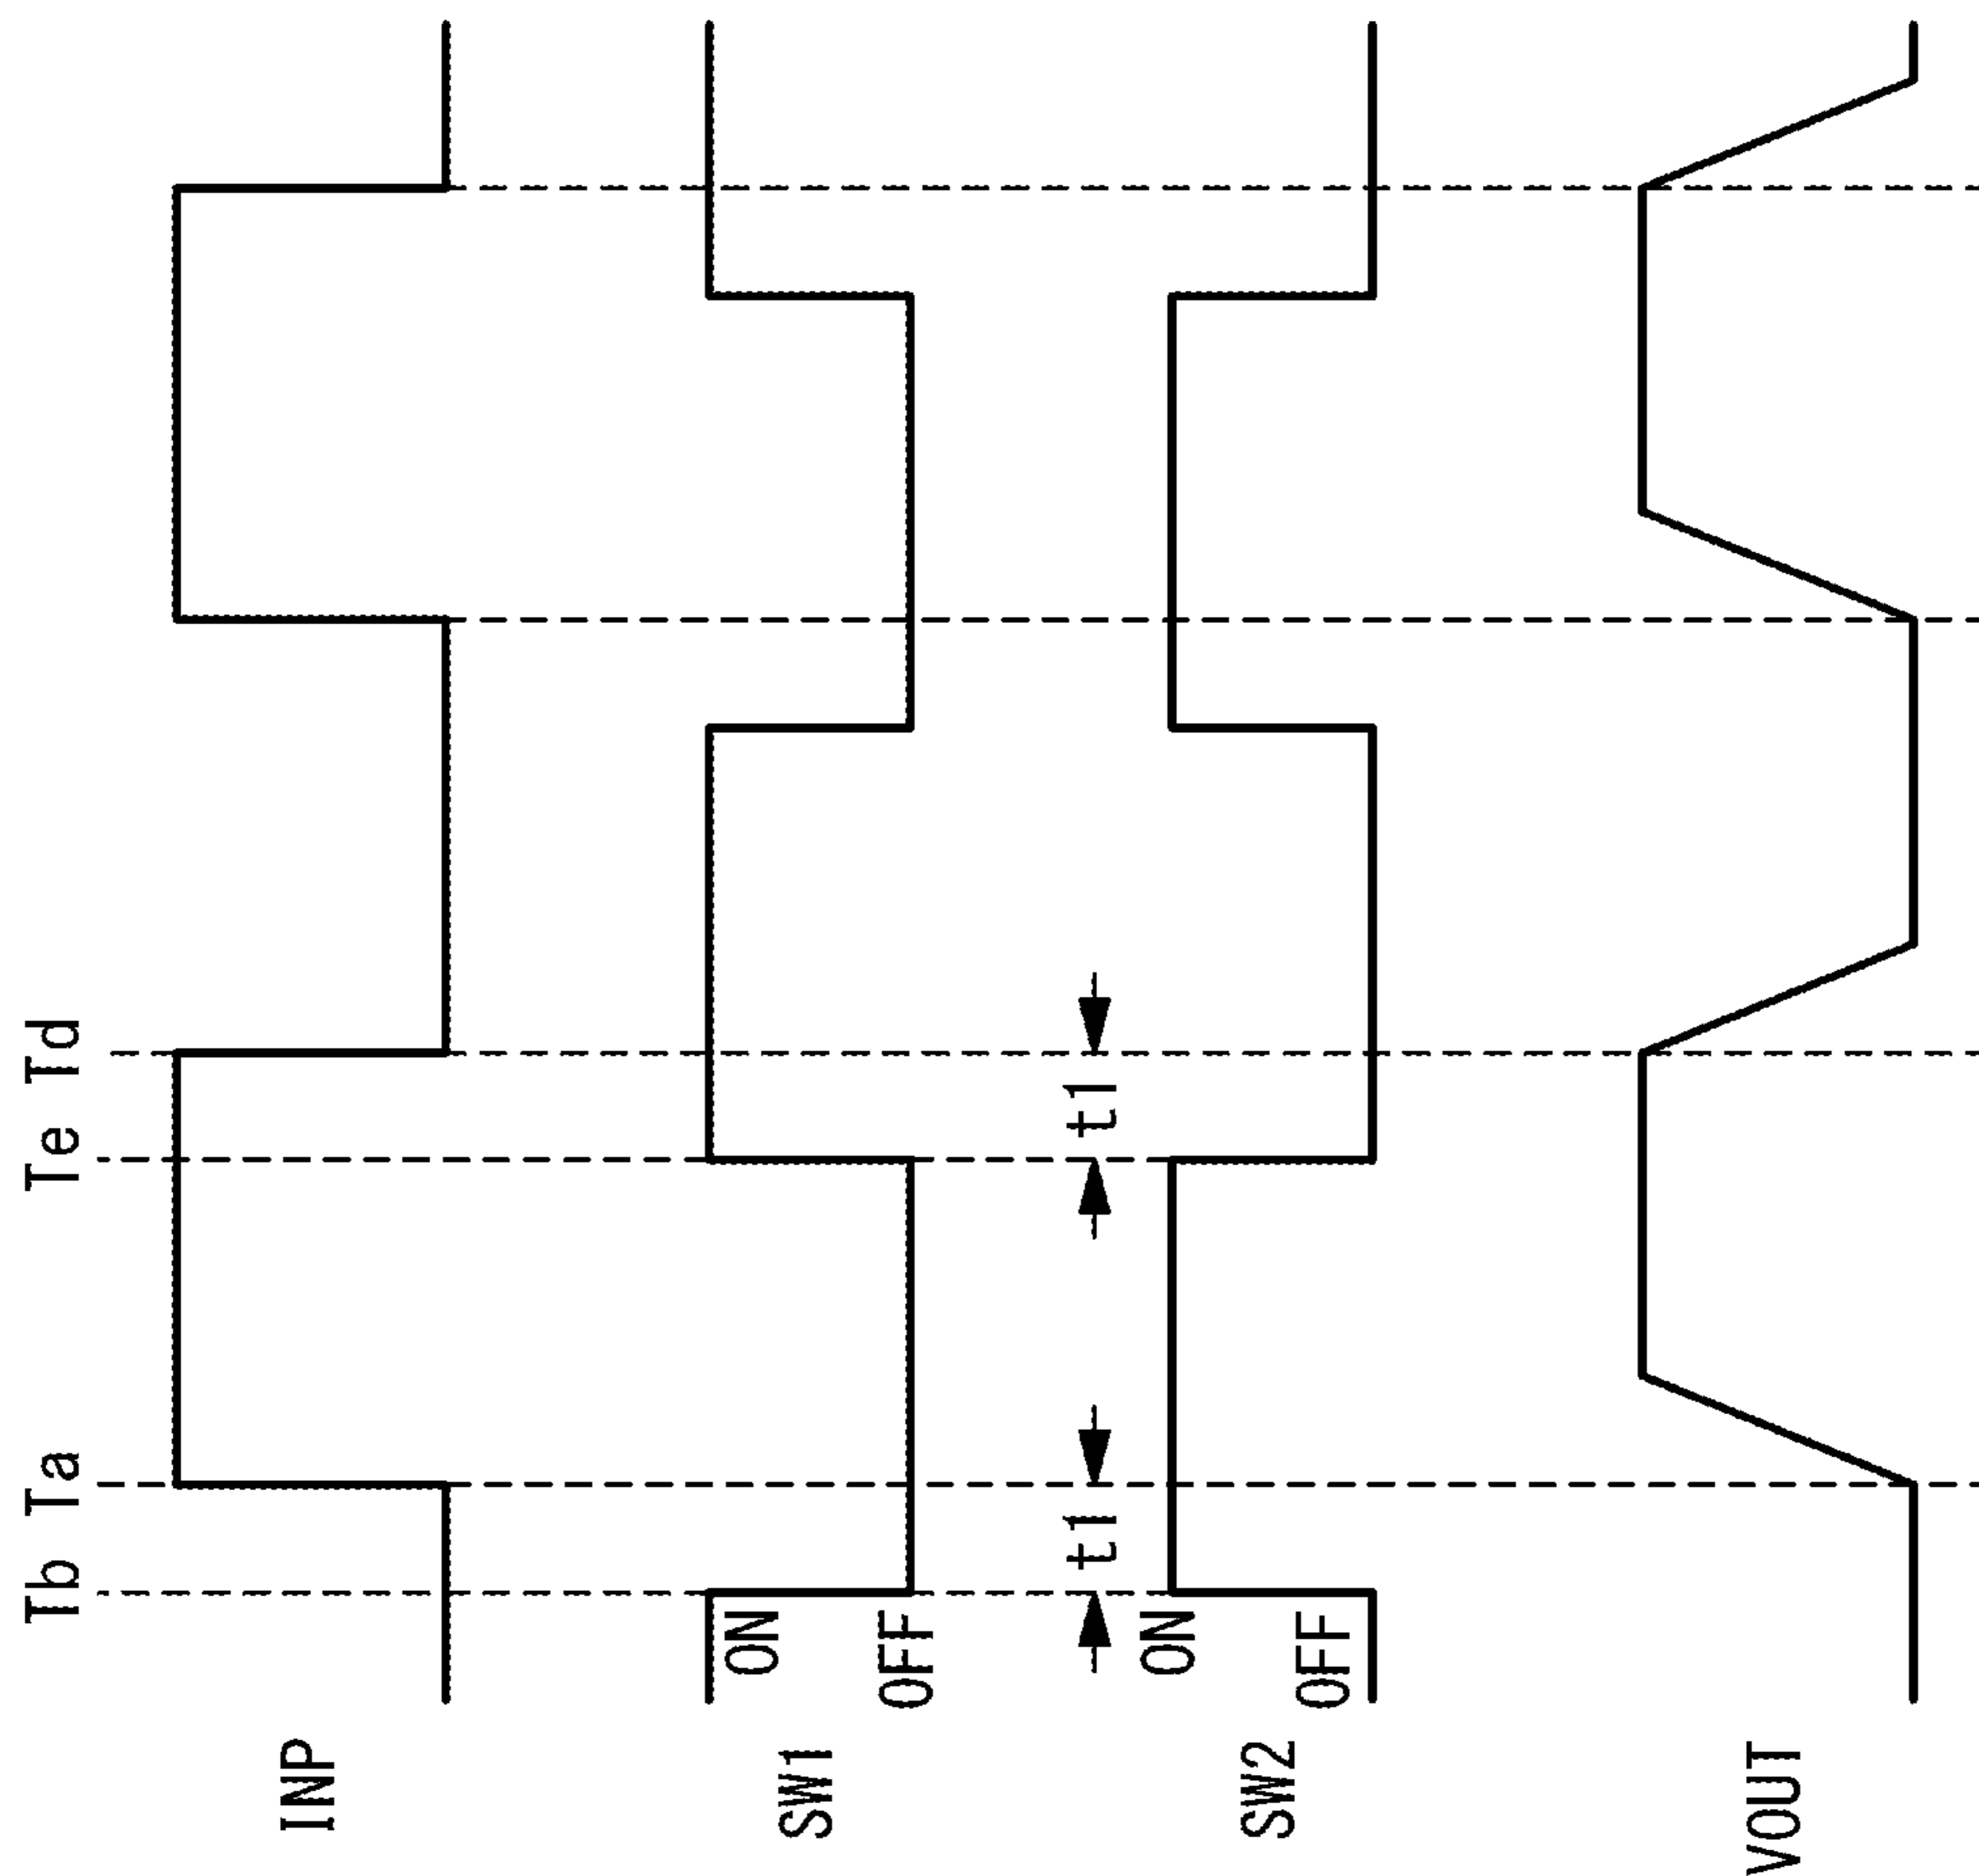 Tb Ta Te Td
INP
SW1
ON
OFF
t1 t1
SW2
ON
OFF
VOUT